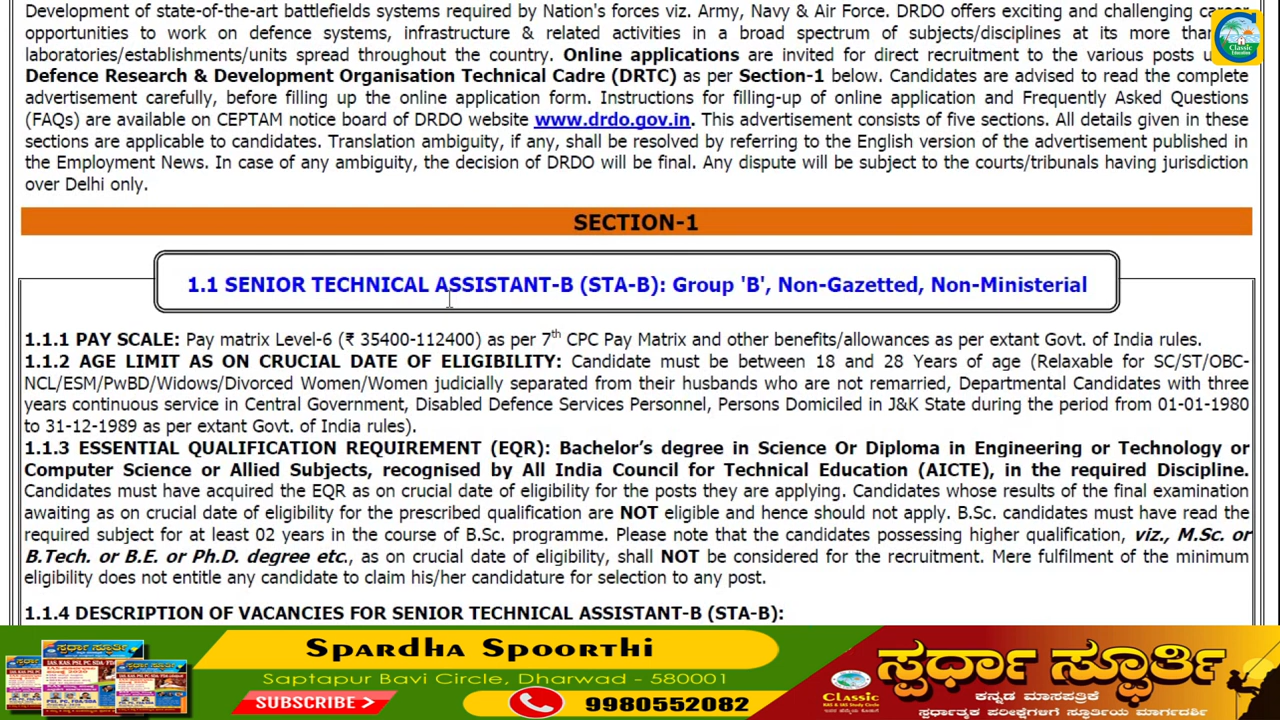 Development of state-of-the-art battlefields systems required by Nation's forces viz. Army, Navy & Air Force. DRDO offers exciting and challenging career
opportunities to work on defence systems, infrastructure & related activities in a broad spectrum of subjects/disciplines at its more than
laboratories/establishments/units spread throughout the country. Online applications are invited for direct recruitment to the various posts
Defence Research & Development Organisation Technical Cadre (DRTC) as per Section-1 below. Candidates are advised to read the complete
advertisement carefully, before filling up the online application form. Instructions for filling-up of online application and Frequently Asked Questions
(FAQs) are available on CEPTAM notice board of DRDO website www.drdo.gov.in. This advertisement consists of five sections. All details given in these
sections are applicable to candidates. Translation ambiguity, if any, shall be resolved by referring to the English version of the advertisement published in
the Employment News. In case of any ambiguity, the decision of DRDO will be final. Any dispute will be subject to the courts/tribunals having jurisdiction
over Delhi only.
Classic
Education
SECTION-1
1.1 SENIOR TECHNICAL ASSISTANT-B (STA-B): Group 'B', Non-Gazetted, Non-Ministerial
1.1.1 PAY SCALE: Pay matrix Level-6 (₹ 35400-112400) as per 7th CPC Pay Matrix and other benefits/allowances as per extant Govt. of India rules.
1.1.2 AGE LIMIT AS ON CRUCIAL DATE OF ELIGIBILITY: Candidate must be between 18 and 28 Years of age (Relaxable for SC/ST/OBC-
NCL/ESM/PwBD/Widows/Divorced Women/Women judicially separated from their husbands who are not remarried, Departmental Candidates with three
years continuous service in Central Government, Disabled Defence Services Personnel, Persons Domiciled in J&K State during the period from 01-01-1980
to 31-12-1989 as per extant Govt. of India rules).
1.1.3 ESSENTIAL QUALIFICATION REQUIREMENT (EQR): Bachelor's degree in Science Or Diploma in Engineering or Technology or
Computer Science or Allied Subjects, recognised by All India Council for Technical Education (AICTE), in the required Discipline.
Candidates must have acquired the EQR as on crucial date of eligibility for the posts they are applying. Candidates whose results of the final examination
awaiting as on crucial date of eligibility for the prescribed qualification are NOT eligible and hence should not apply. B.Sc. candidates must have read the
required subject for at least 02 years in the course of B.Sc. programme. Please note that the candidates possessing higher qualification, viz., M.Sc. or
B.Tech. or B.E. or Ph.D. degree etc., as on crucial date of eligibility, shall NOT be considered for the recruitment. Mere fulfilment of the minimum
eligibility does not entitle any candidate to claim his/her candidature for selection to any post.
1.1.4 DESCRIPTION OF VACANCIES FOR SENIOR TECHNICAL ASSISTANT-B (STA-B):
Spardha Spoorthi
Saptapur Bavi Circle, Dharwad - 580001
SUBSCRIBE
9980552082
Classic
KAS & IAS Study Circle
ಸ್ಪರ್ಧಾ ಸ್ಫೂರ್ತಿ
ಕನ್ನಡ ಮಾಸಪತ್ರಿಕೆ
ಸ್ಪರ್ಧಾತ್ಮಕ ಪರೀಕ್ಷೆಗಳಿಗೆ ಸ್ಫೂರ್ತಿಯ ಮಾರ್ಗದರ್ಶಿ